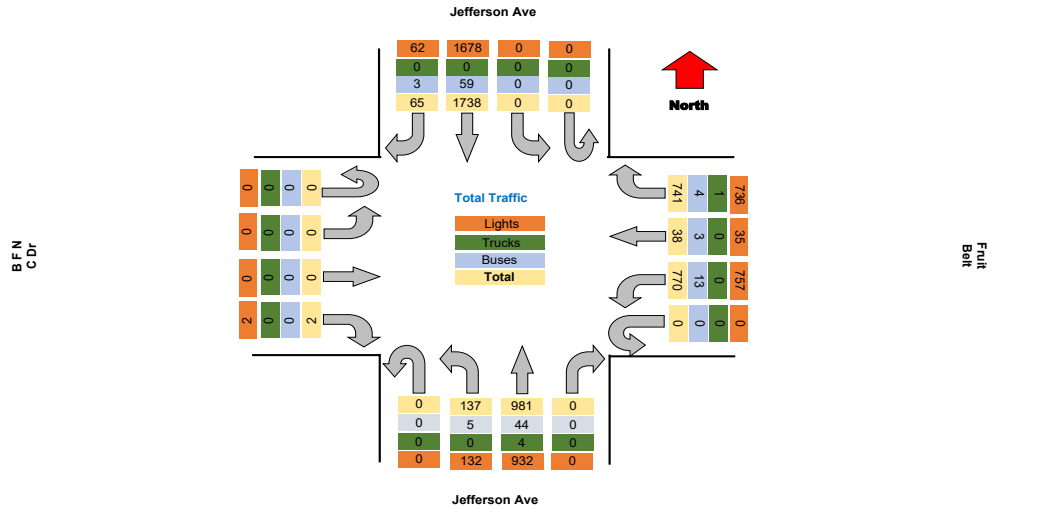 Jefferson Ave
62 1678 0 0
0 0 0 0
3 59 0 0
65 1738 0 0
North
0 0 0 0
0 0 0 0
0 0 0 0
2 0 0 2
B F N
C Dr
Total Traffic
Lights
Trucks
Buses
Total
741 4 1 736
38 3 0 35
770 13 0 757
0 0 0 0
Fruit
Belt
0 137 981 0
0 5 44 0
0 0 4 0
0 132 932 0
Jefferson Ave